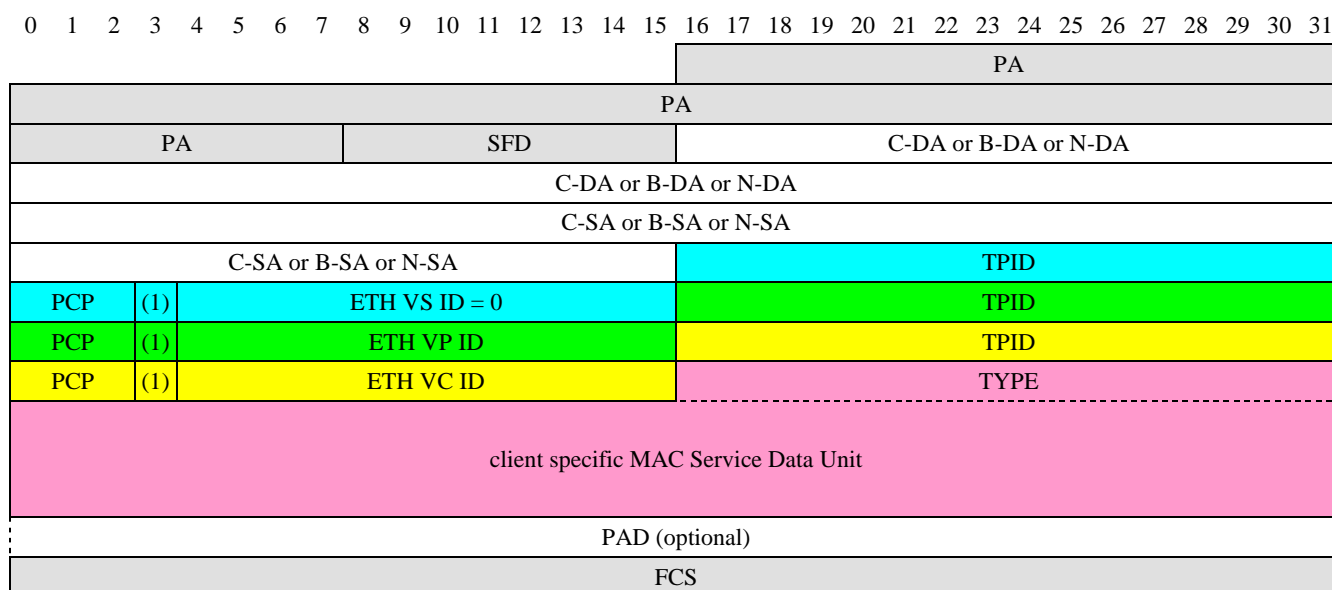 0 1 2 3 4 5 6 7 8 9 10 11 12 13 14 15 16 17 18 19 20 21 22 23 24 25 26 27 28 29 30 31
PA
PA
PA SFD C-DA or B-DA or N-DA
C-DA or B-DA or N-DA
C-SA or B-SA or N-SA
C-SA or B-SA or N-SA TPID
PCP (1) ETH VS ID = 0 TPID
PCP (1) ETH VP ID TPID
PCP (1) ETH VC ID TYPE
client specific MAC Service Data Unit
PAD (optional)
FCS